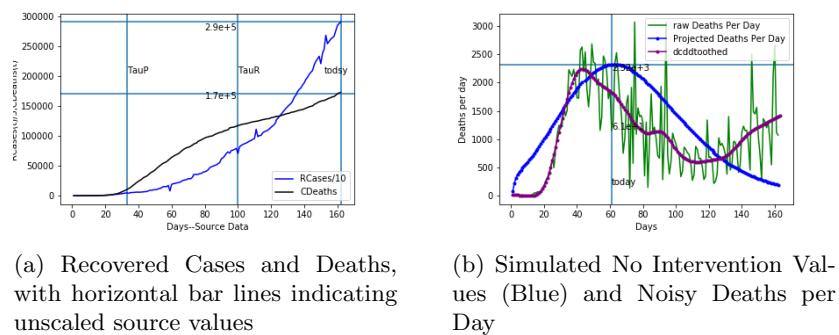 300000
250000
200000
150000
100000
50000
0
2.9e+5
TauP
TauR
todsy
1.7e+5
RCases/10
CDeaths
0 20 40 60 80 100 120 140 160
Days--Source Data
3000
2500
2000
1500
1000
500
0
Deaths per day
raw Deaths Per Day
Projected Deaths Per Day
dcddtoothed
today
0 20 40 60 80 100 120 140 160
Days
(a) Recovered Cases and Deaths,
with horizontal bar lines indicating
unscaled source values
(b) Simulated No Intervention Val-
ues (Blue) and Noisy Deaths per
Day